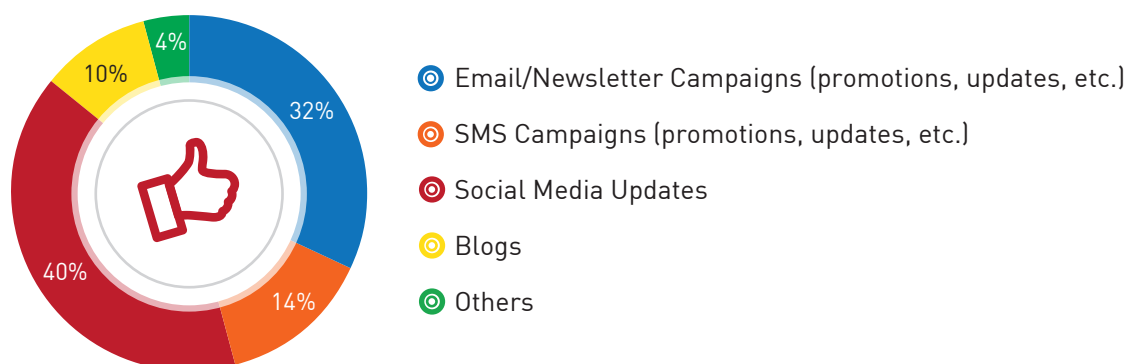 4%
10%
32%
40%
14%
Email/Newsletter Campaigns (promotions, updates, etc.)
SMS Campaigns (promotions, updates, etc.)
Social Media Updates
Blogs
Others